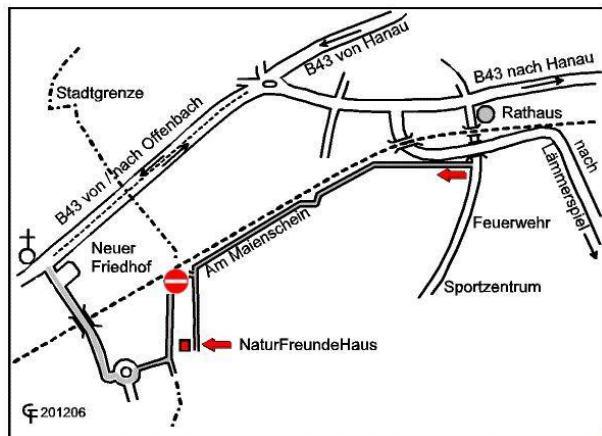 B43 von Hanau
B43 nach Hanau
Stadtgrenze
Rathaus
B43 von / nach Offenbach
nach
Lämmerspiel
Am Maienschein
Feuerwehr
Neuer
Friedhof
Sportzentrum
NaturFreundeHaus
201206